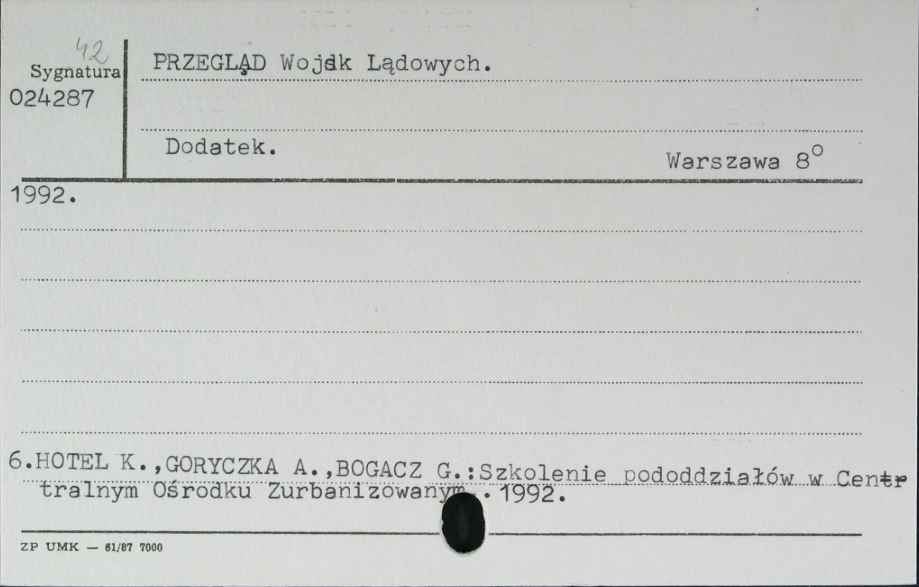 42
Sygnatura
024287
PRZEGLĄD Wojsk Lądowych.
Dodatek.
Warszawa 8°
1992.
6.HOTEL K.,GORYCZKA A.,BOGACZ G.:Szkolenie pododdziałów w Centr
tralnym Ośrodku Zurbanizowanym. 1992.
ZP UMK — 61/87 7000